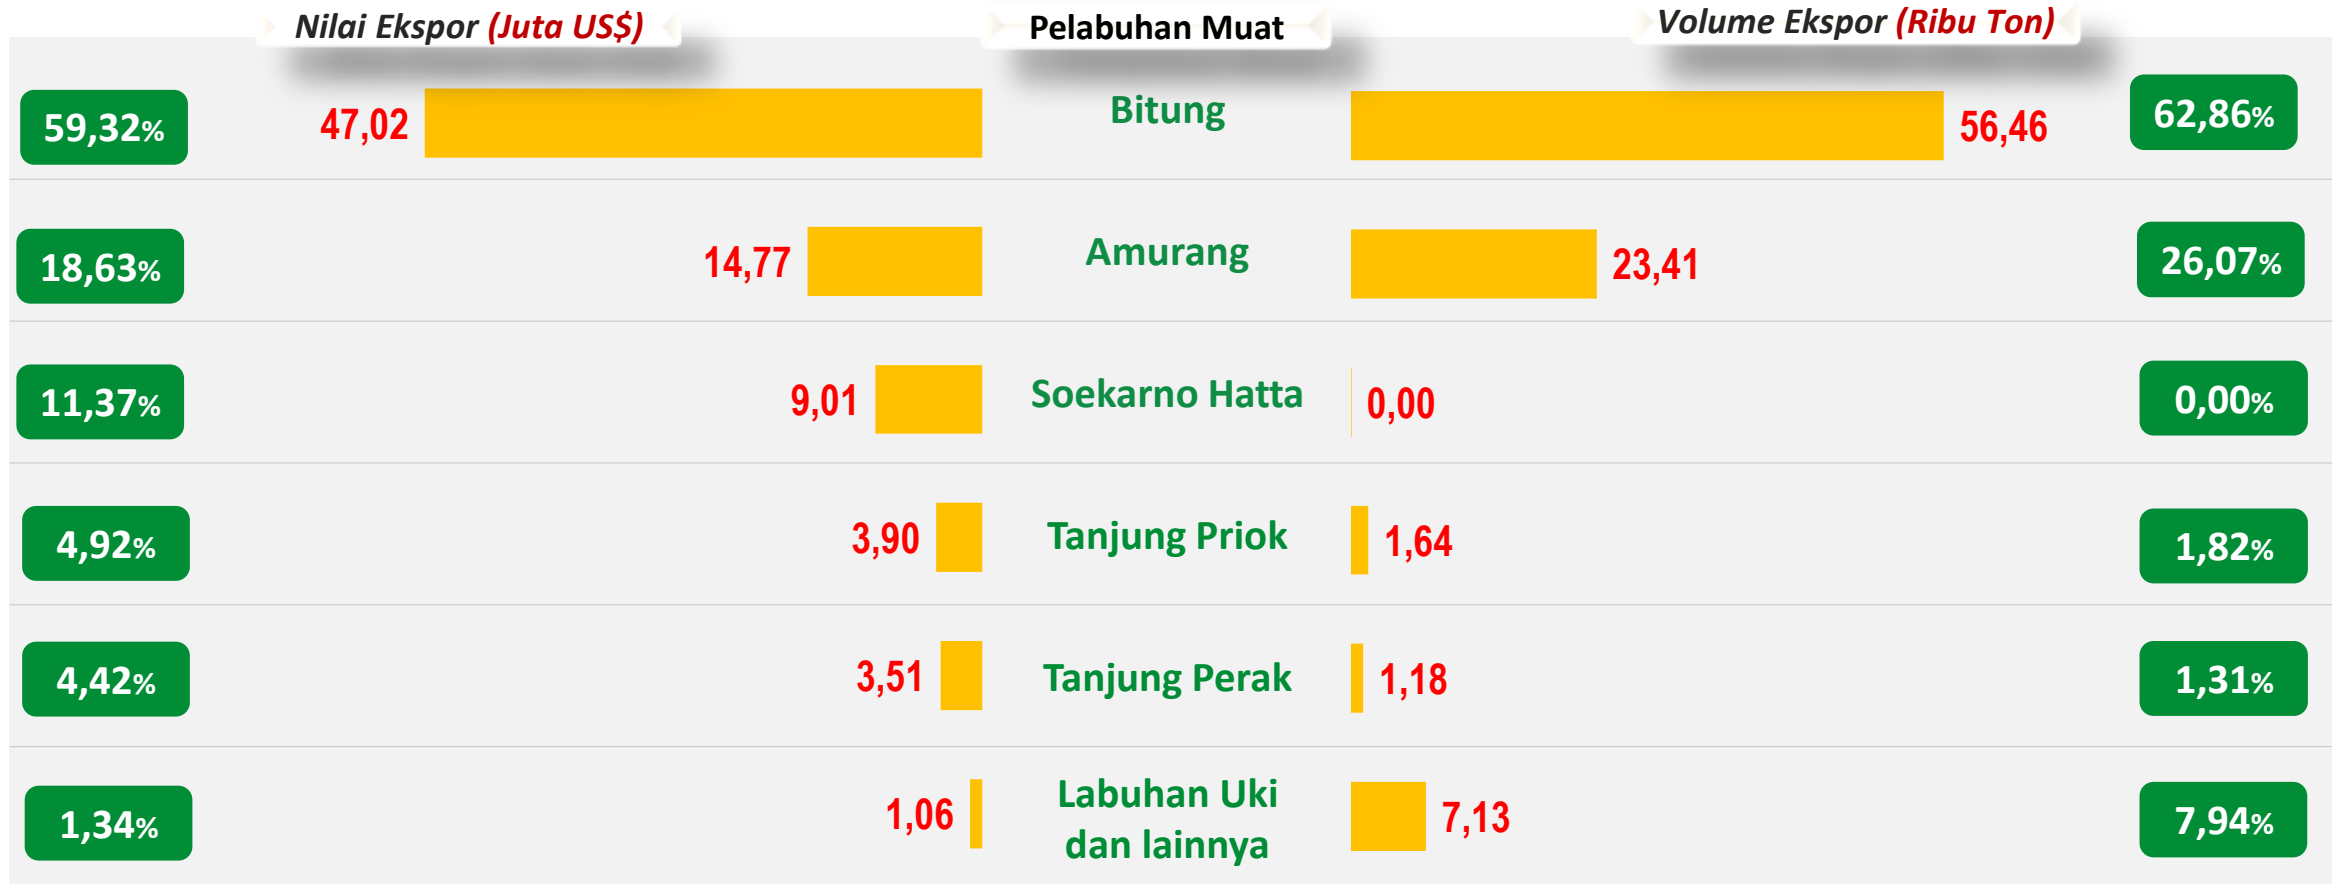 Nilai Ekspor (Juta US$)
Pelabuhan Muat
Volume Ekspor (Ribu Ton)
59,32%
47,02
Bitung
56,46
62,86%
18,63%
14,77
Amurang
23,41
26,07%
11,37%
9,01
Soekarno Hatta
0,00
0,00%
4,92%
3,90
Tanjung Priok
1,64
1,82%
4,42%
3,51
Tanjung Perak
1,18
1,31%
1,34%
1,06
Labuhan Uki
dan lainnya
7,13
7,94%